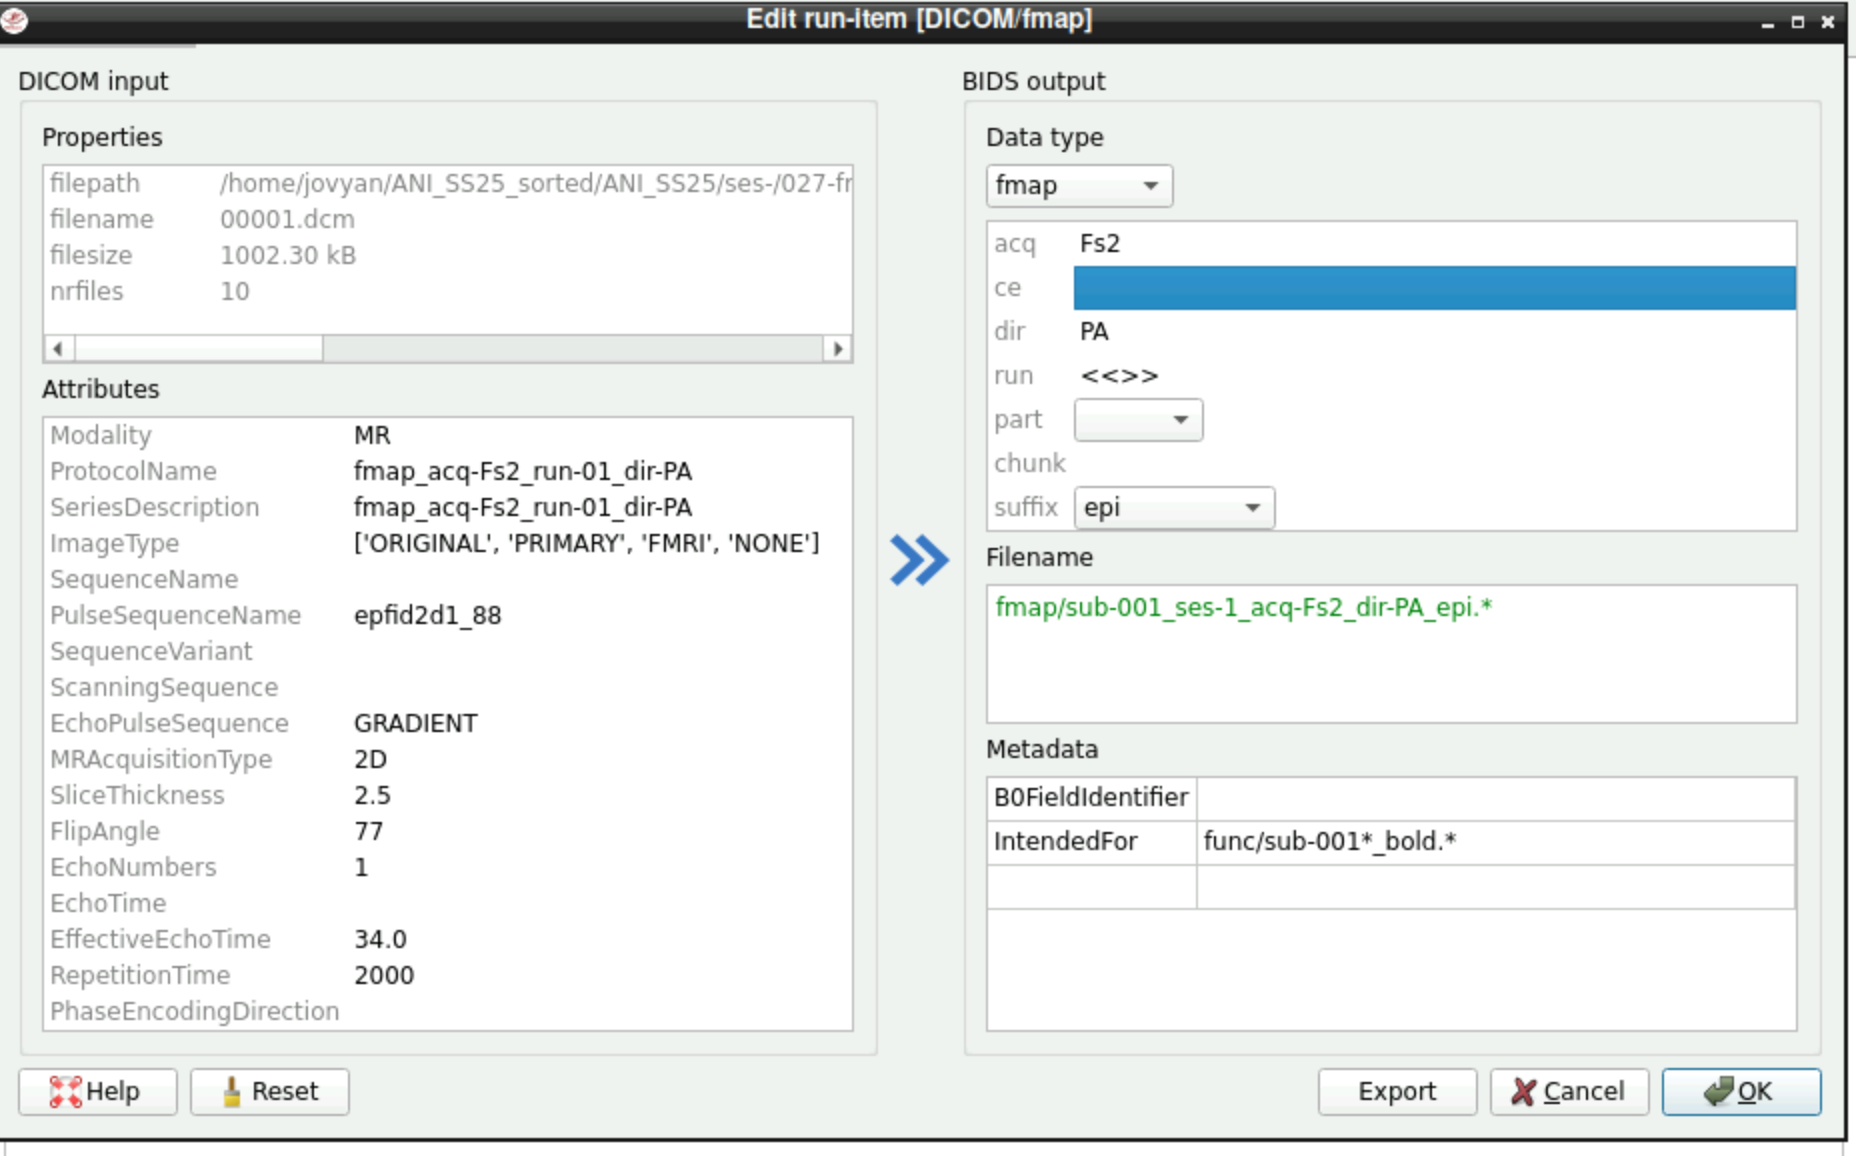 Edit run-item [DICOM/fmap]
DICOM input
Properties
filepath /home/jovyan/ANI_SS25_sorted/ANI_SS25/ses-/027-fr
filename 00001.dcm
filesize 1002.30 kB
nrfiles 10
Attributes
Modality MR
ProtocolName fmap_acq-Fs2_run-01_dir-PA
SeriesDescription fmap_acq-Fs2_run-01_dir-PA
ImageType ['ORIGINAL', 'PRIMARY', 'FMRI', 'NONE']
SequenceName
PulseSequenceName epfid2d1_88
SequenceVariant
ScanningSequence
EchoPulseSequence GRADIENT
MRAcquisitionType 2D
SliceThickness 2.5
FlipAngle 77
EchoNumbers 1
EchoTime
EffectiveEchoTime 34.0
RepetitionTime 2000
PhaseEncodingDirection
BIDS output
Data type
fmap
acq Fs2
ce
dir PA
run <<>>
part
chunk
suffix epi
Filename
fmap/sub-001_ses-1_acq-Fs2_dir-PA_epi.*
Metadata
B0FieldIdentifier
IntendedFor func/sub-001*_bold.*
Help Reset Export Cancel OK